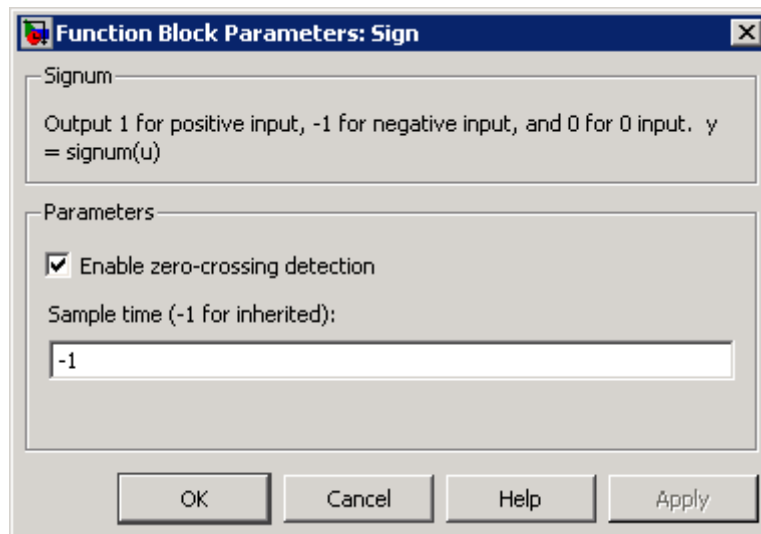 Function Block Parameters: Sign
Signum
Output 1 for positive input, -1 for negative input, and 0 for 0 input. y
= signum(u)
Parameters
Enable zero-crossing detection
Sample time (-1 for inherited):
-1
OK Cancel Help Apply